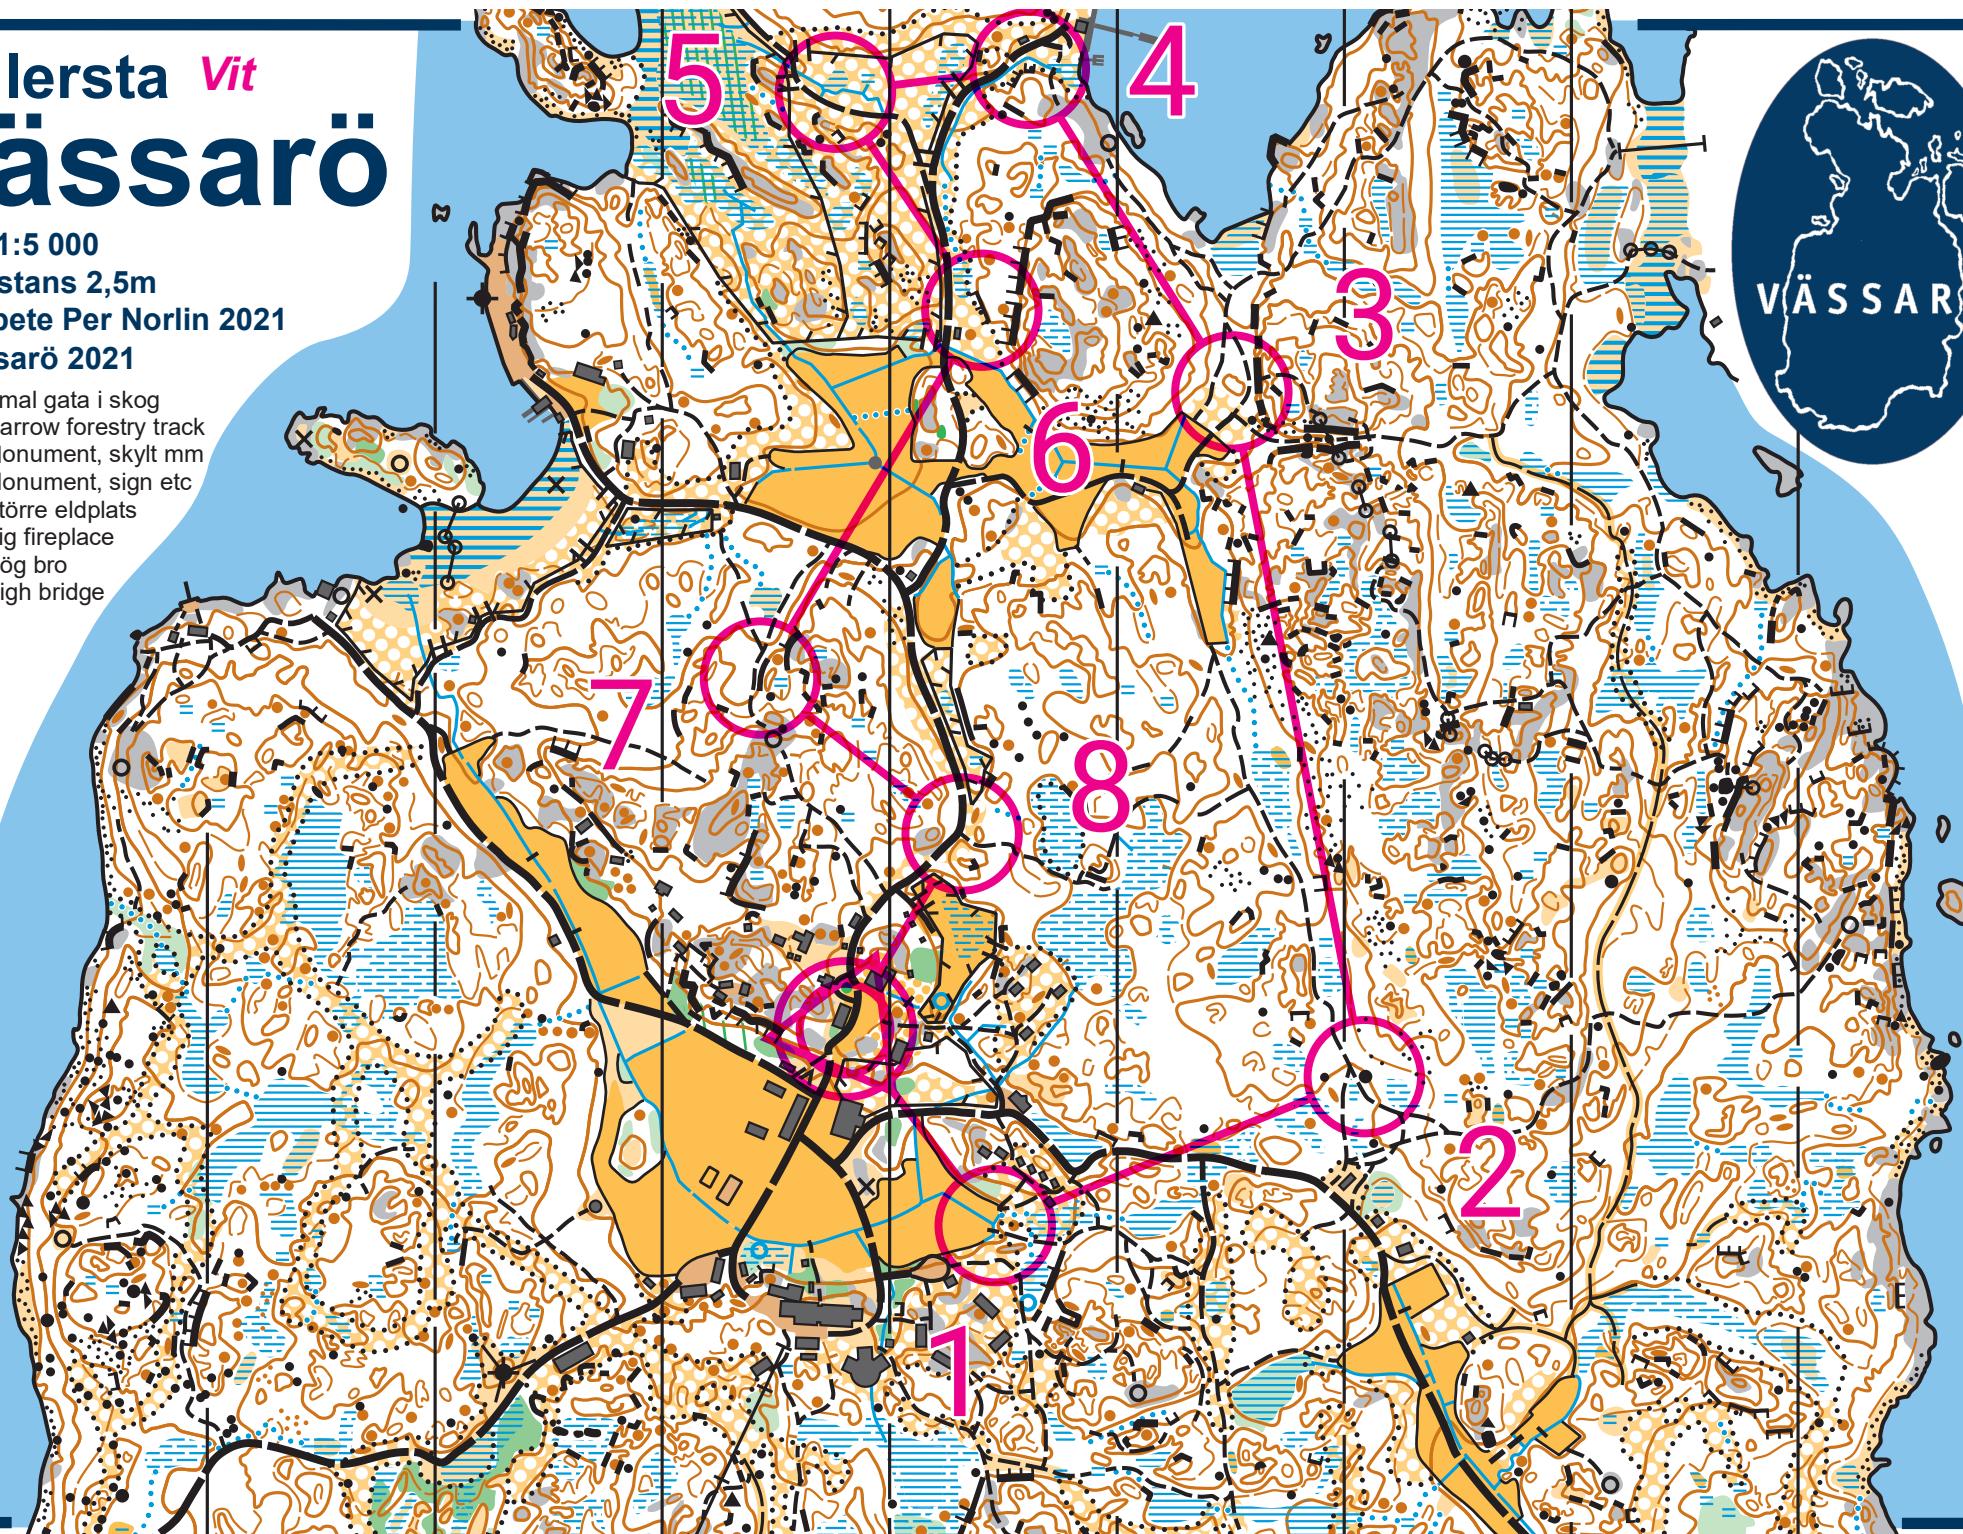 lersta Vit
ässarö
1:5 000
stans 2,5m
bete Per Norlin 2021
sarö 2021
mal gata i skog
arrow forestry track
Monument, skylt mm
Monument, sign etc
törre eldplats
ig fireplace
ög bro
igh bridge
VÄSSAR
5
4
3
6
7
8
2
1